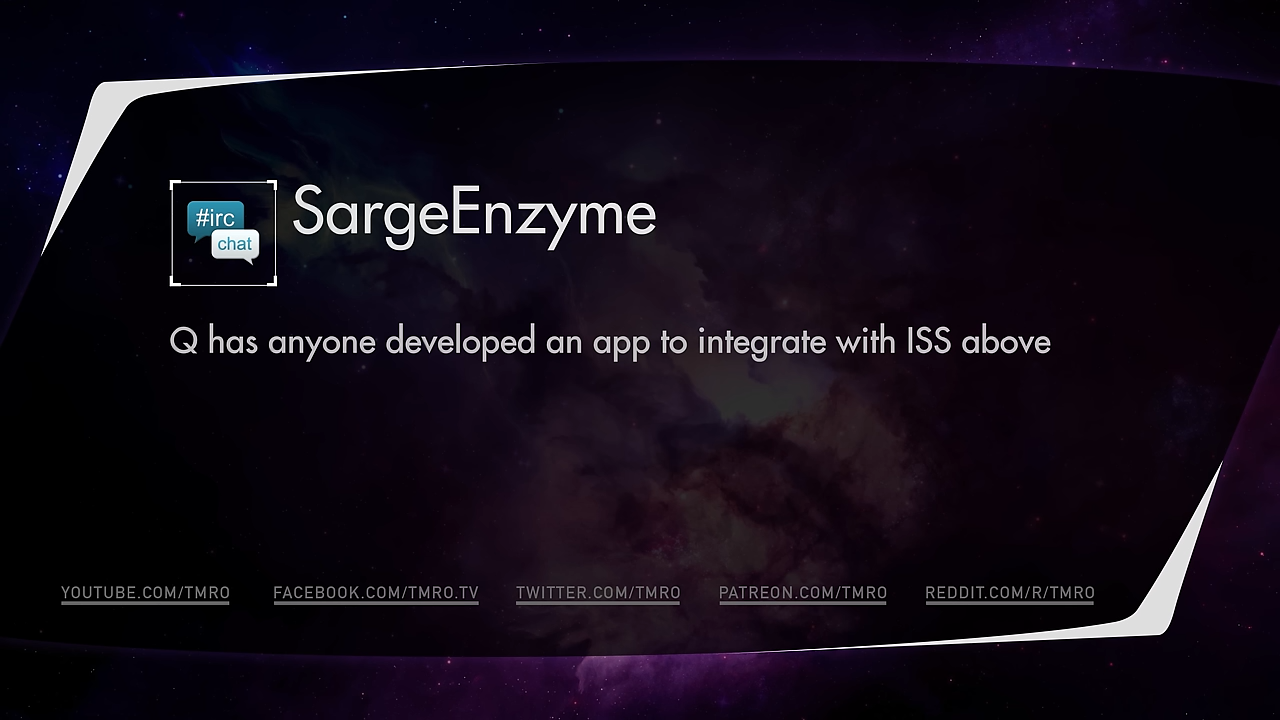 #irc
chat
SargeEnzyme
Q has anyone developed an app to integrate with ISS above
YOUTUBE.COM/TMRO FACEBOOK.COM/TMRO.TV TWITTER.COM/TMRO PATREON.COM/TMRO REDDIT.COM/R/TMRO